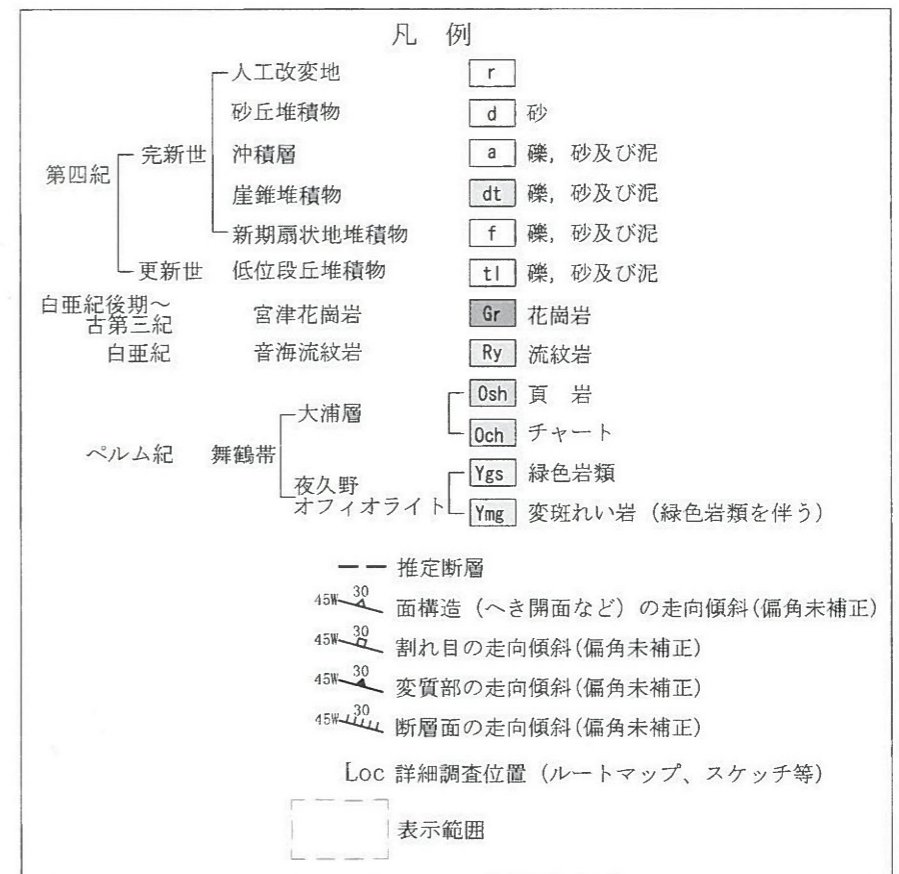 凡 例
人工改変地 r
砂丘堆積物 d 砂
第四紀 完新世 沖積層 a 礫, 砂及び泥
崖錐堆積物 dt 礫, 砂及び泥
新期扇状地堆積物 f 礫, 砂及び泥
更新世 低位段丘堆積物 tl 礫, 砂及び泥
白亜紀後期～
古第三紀 宮津花崗岩 Gr 花崗岩
白亜紀 音海流紋岩 Ry 流紋岩
大浦層 Osh 頁 岩
Och チャート
ペルム紀 舞鶴帯
夜久野
オフィオライト Ygs 緑色岩類
Ymg 変斑れい岩（緑色岩類を伴う）
推定断層
45W 30 面構造（へき開面など）の走向傾斜(偏角未補正)
45W 30 割れ目の走向傾斜(偏角未補正)
45W 30 変質部の走向傾斜(偏角未補正)
45W 30 断層面の走向傾斜(偏角未補正)
Loc 詳細調査位置（ルートマップ、スケッチ等）
表示範囲